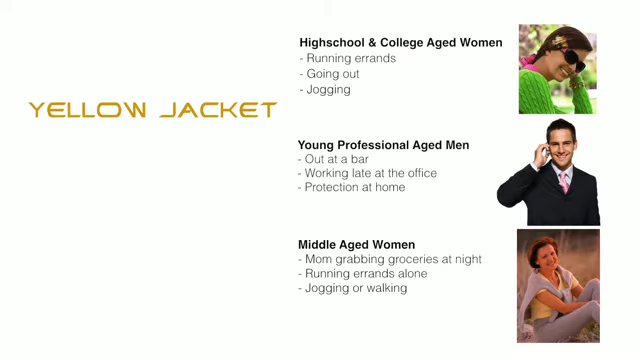 YELLOW JACKET
Highschool & College Aged Women
- Running errands
- Going out
- Jogging
Young Professional Aged Men
- Out at a bar
- Working late at the office
- Protection at home
Middle Aged Women
- Mom grabbing groceries at night
- Running errands alone
- Jogging or walking